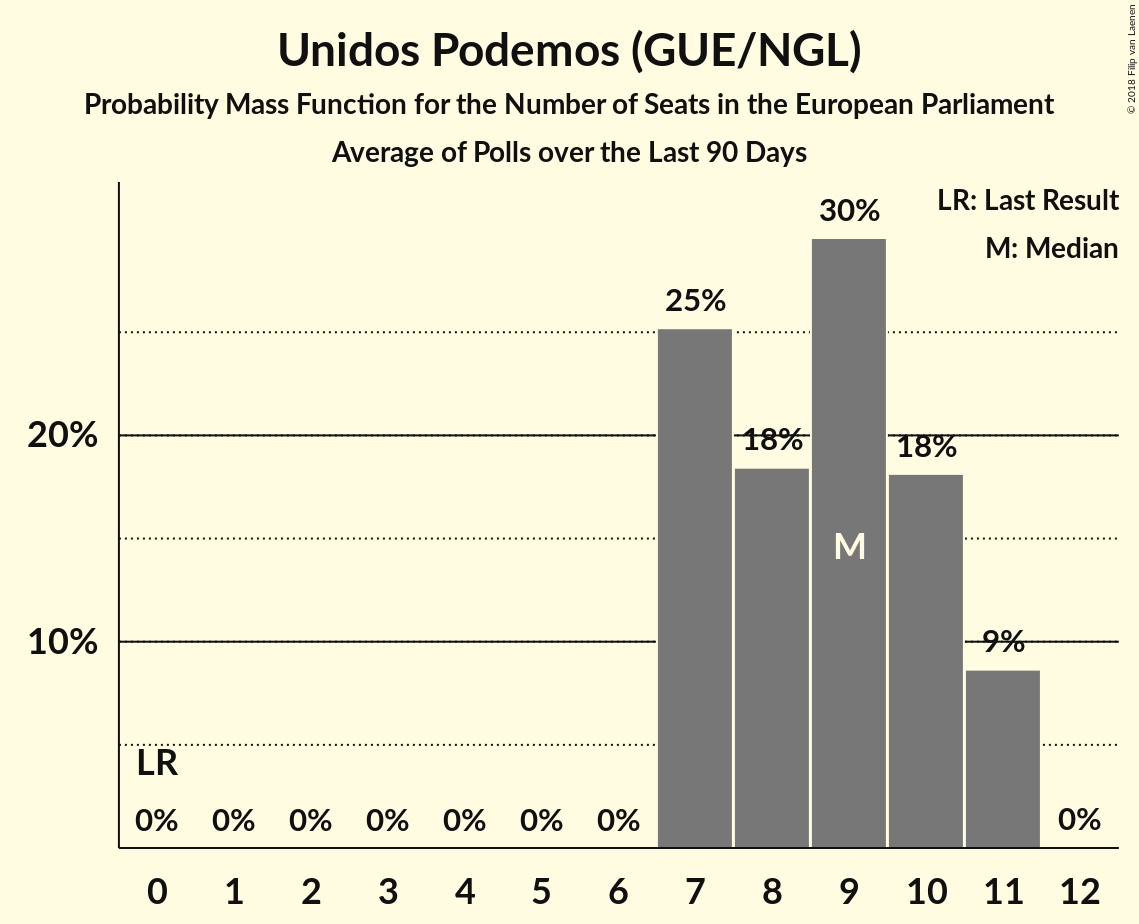 Unidos Podemos (GUE/NGL)
Probability Mass Function for the Number of Seats in the European Parliament
Average of Polls over the Last 90 Days
© 2018 Filip van Laenen
LR: Last Result
M: Median
30%
25%
20%
18%
18%
M
10%
9%
LR
0% 0% 0% 0% 0% 0% 0% 0%
0 1 2 3 4 5 6 7 8 9 10 11 12